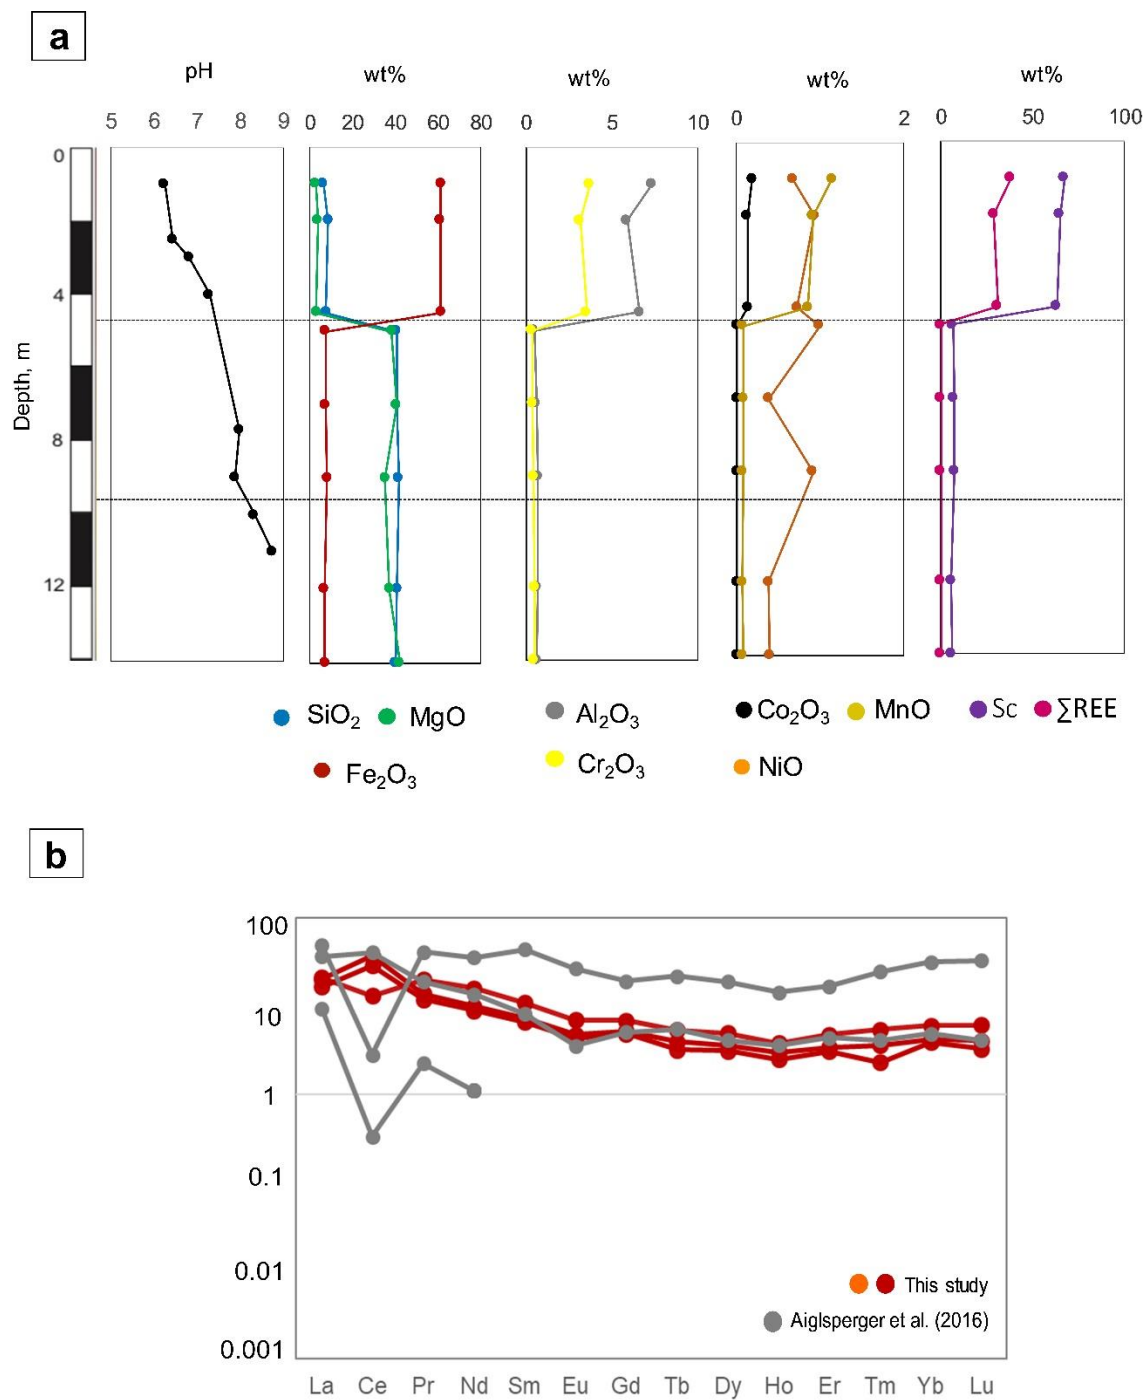 a
pH wt% wt% wt% wt%
5 6 7 8 9 0 20 40 60 80 0 5 10 0 2 0 50 100
0
4
8
12
Depth, m
SiO₂ MgO Al₂O₃ Co₂O₃ MnO Sc ∑REE
Fe₂O₃ Cr₂O₃ NiO
b
100
10
1
0.1
0.01
0.001
This study
Aiglsperger et al. (2016)
La Ce Pr Nd Sm Eu Gd Tb Dy Ho Er Tm Yb Lu